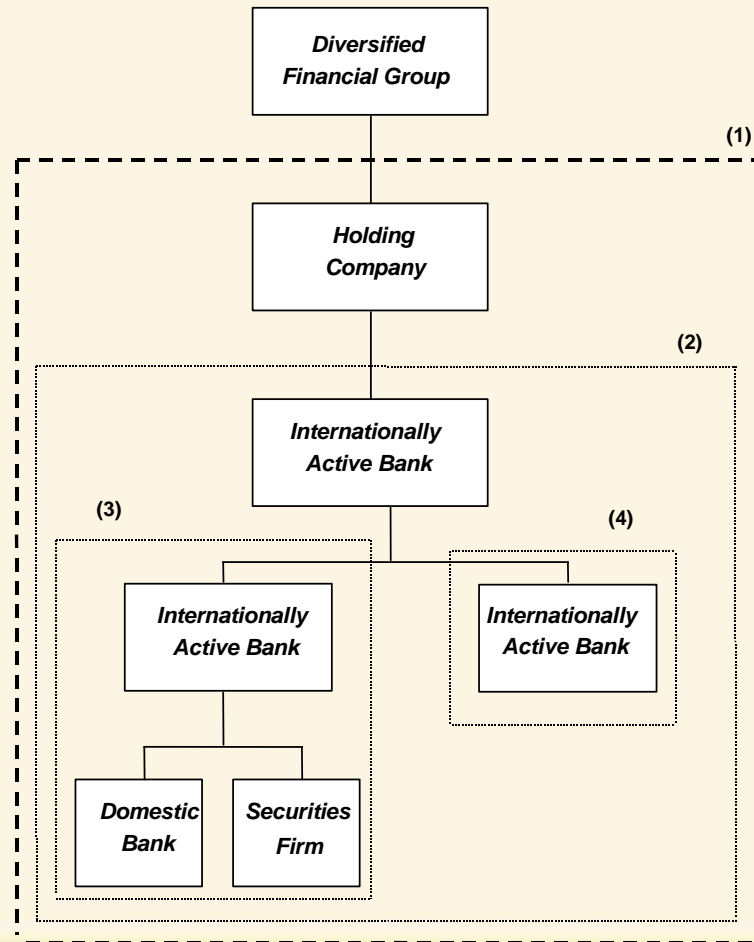 Diversified
Financial Group
(1)
Holding
Company
(2)
Internationally
Active Bank
(3)
(4)
Internationally
Active Bank
Internationally
Active Bank
Domestic
Bank
Securities
Firm